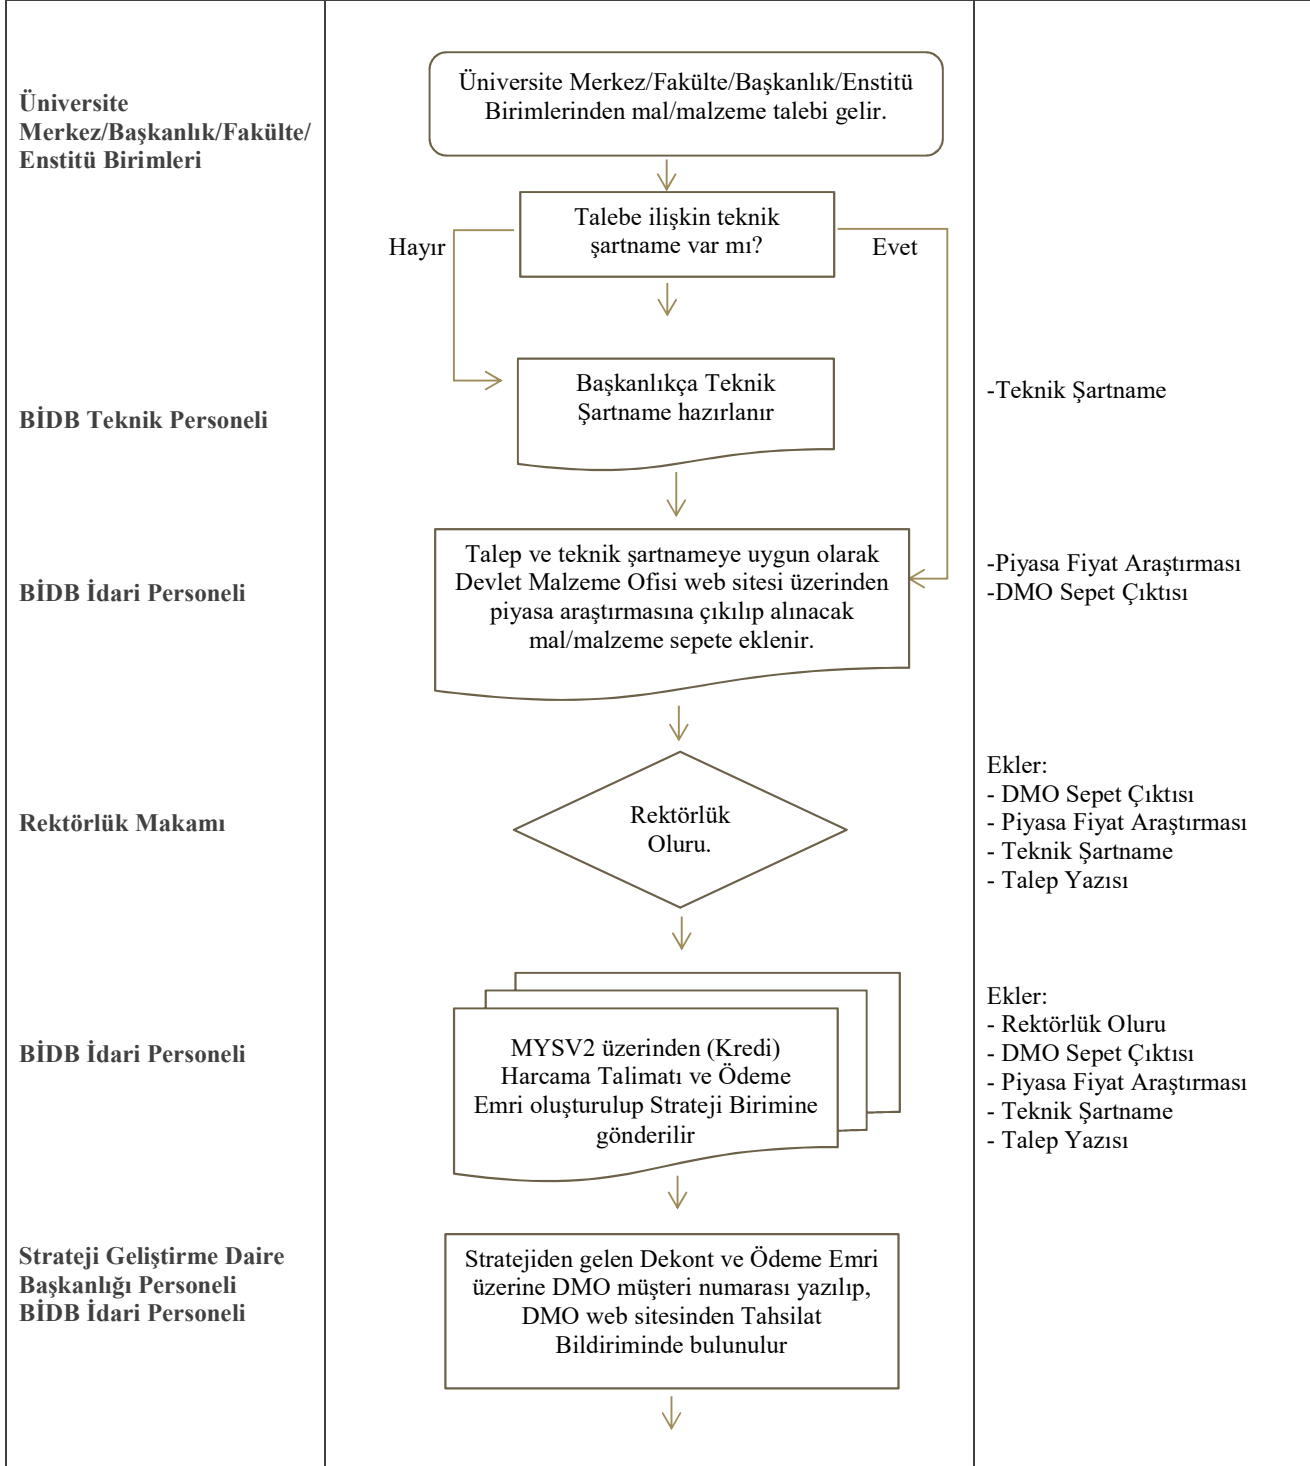 Üniversite
Merkez/Başkanlık/Fakülte/
Enstitü Birimleri
Üniversite Merkez/Fakülte/Başkanlık/Enstitü
Birimlerinden mal/malzeme talebi gelir.
Talebe ilişkin teknik
şartname var mı?
Hayır
Evet
BİDB Teknik Personeli
Başkanlıkça Teknik
Şartname hazırlanır
-Teknik Şartname
BİDB İdari Personeli
Talep ve teknik şartnameye uygun olarak
Devlet Malzeme Ofisi web sitesi üzerinden
piyasa araştırmasına çıkılıp alınacak
mal/malzeme sepete eklenir.
-Piyasa Fiyat Araştırması
-DMO Sepet Çıktısı
Rektörlük Makamı
Rektörlük
Oluru.
Ekler:
- DMO Sepet Çıktısı
- Piyasa Fiyat Araştırması
- Teknik Şartname
- Talep Yazısı
BİDB İdari Personeli
MYSV2 üzerinden (Kredi)
Harcama Talimatı ve Ödeme
Emri oluşturulup Strateji Birimine
gönderilir
Ekler:
- Rektörlük Oluru
- DMO Sepet Çıktısı
- Piyasa Fiyat Araştırması
- Teknik Şartname
- Talep Yazısı
Strateji Geliştirme Daire
Başkanlığı Personeli
BİDB İdari Personeli
Stratejiden gelen Dekont ve Ödeme Emri
üzerine DMO müşteri numarası yazılıp,
DMO web sitesinden Tahsilat
Bildiriminde bulunulur